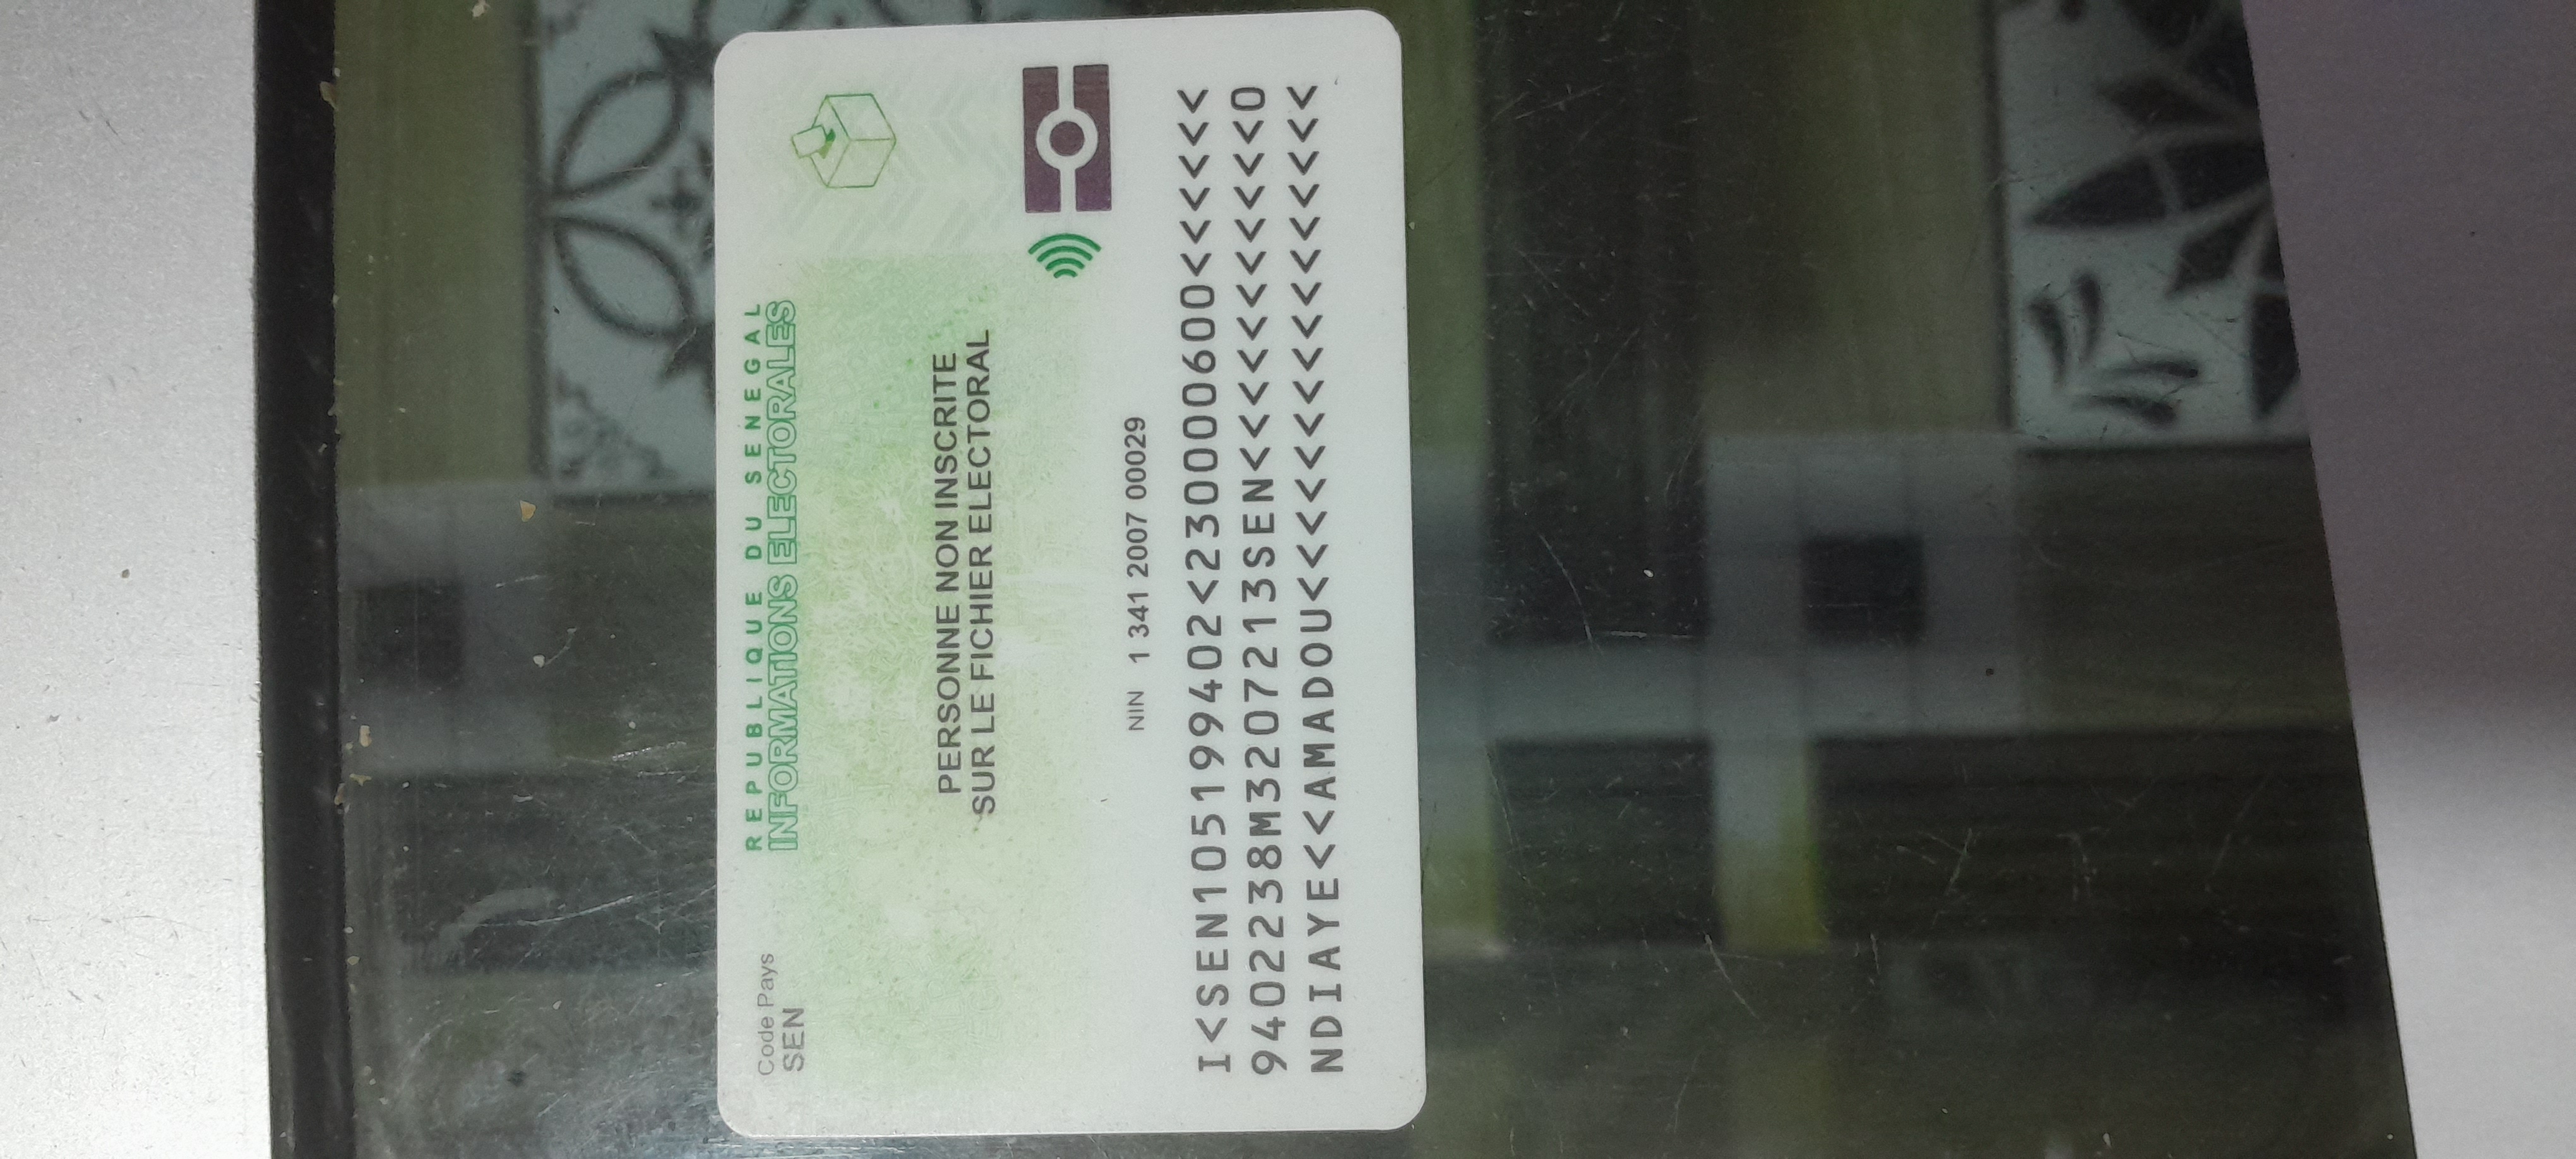 Code Pays
SEN
REPUBLIQUE DU SENEGAL
INFORMATIONS ELECTORALES
PERSONNE NON INSCRITE
SUR LE FICHIER ELECTORAL
NIN 1 341 2007 00029
I<SEN105199402<230000600<<<<<<
9402238M3207213SEN<<<<<<<<<<<0
NDIAYE<<AMADOU<<<<<<<<<<<<<<<<